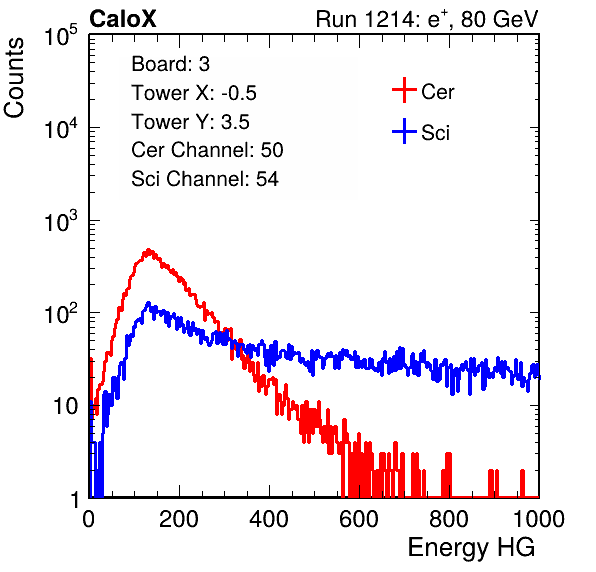 CaloX Run 1214: e⁺, 80 GeV
Board: 3
Tower X: -0.5
Tower Y: 3.5
Cer Channel: 50
Sci Channel: 54
Cer
Sci
Counts
10⁵
10⁴
10³
10²
10
1
0 200 400 600 800 1000
Energy HG